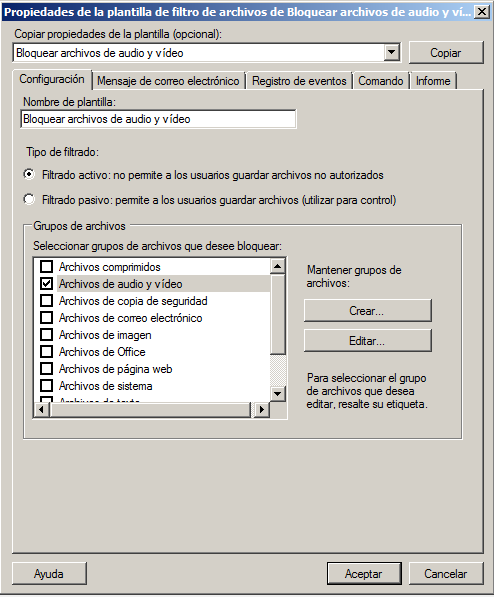 Propiedades de la plantilla de filtro de archivos de Bloquear archivos de audio y ví...
Copiar propiedades de la plantilla (opcional):
Bloquear archivos de audio y vídeo
Copiar
Configuración
Mensaje de correo electrónico
Registro de eventos
Comando
Informe
Nombre de plantilla:
Bloquear archivos de audio y vídeo
Tipo de filtrado:
Filtrado activo: no permite a los usuarios guardar archivos no autorizados
Filtrado pasivo: permite a los usuarios guardar archivos (utilizar para control)
Grupos de archivos
Seleccionar grupos de archivos que desee bloquear:
Archivos comprimidos
Archivos de audio y vídeo
Archivos de copia de seguridad
Archivos de correo electrónico
Archivos de imagen
Archivos de Office
Archivos de página web
Archivos de sistema
Archivos de texto
Mantener grupos de
archivos:
Crear...
Editar...
Para seleccionar el grupo
de archivos que desea
editar, resalte su etiqueta.
Ayuda
Aceptar
Cancelar